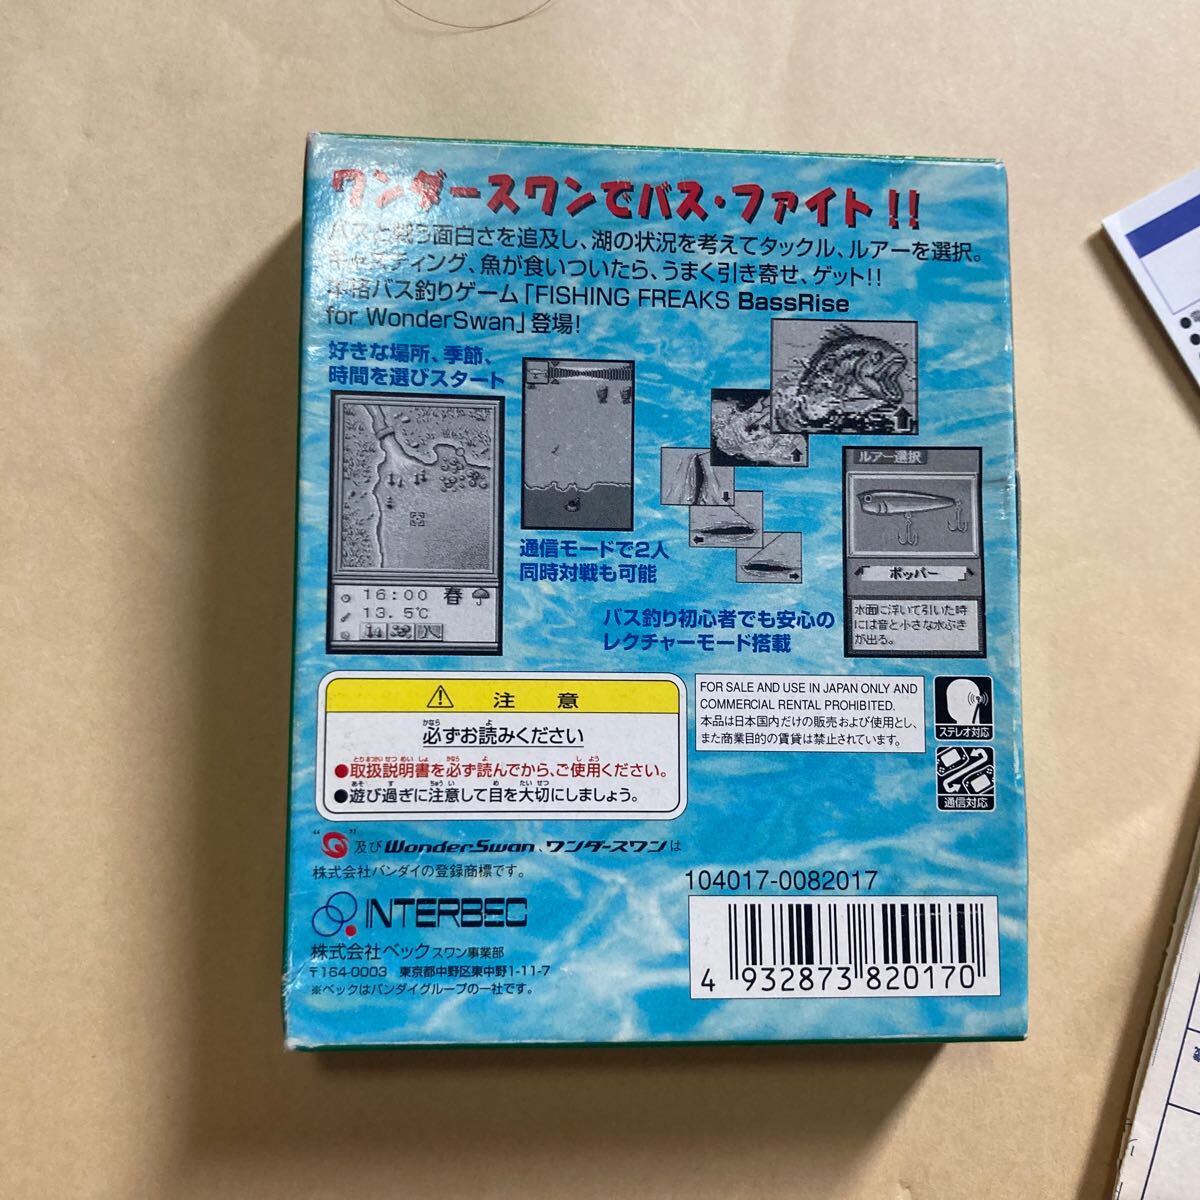 ワンダースワンでバス・ファイト!!
バスと戦う面白さを追及し、湖の状況を考えてタックル、ルアーを選択。
キャスティング、魚が食いついたら、うまく引き寄せ、ゲット!!
本格バス釣りゲーム「FISHING FREAKS BassRise
for WonderSwan」登場!
好きな場所、季節、
時間を選びスタート
16:00 春
13.5℃
通信モードで2人
同時対戦も可能
ルアー選択
ポッパー
水面に浮いて引いた時
には音と小さな水ぶき
が出る。
バス釣り初心者でも安心の
レクチャーモード搭載
注 意
必ずお読みください
●取扱説明書を必ず読んでから、ご使用ください。
●遊び過ぎに注意して目を大切にしましょう。
FOR SALE AND USE IN JAPAN ONLY AND
COMMERCIAL RENTAL PROHIBITED.
本品は日本国内だけの販売および使用とし、
また商業目的の賃貸は禁止されています。
ステレオ対応
通信対応
“ ”及びWonderSwan、ワンダースワンは
株式会社バンダイの登録商標です。
INTERBEC
株式会社ベック スワン事業部
〒164-0003 東京都中野区東中野1-11-7
※ベックはバンダイグループの一社です。
104017-0082017
4 932873 820170